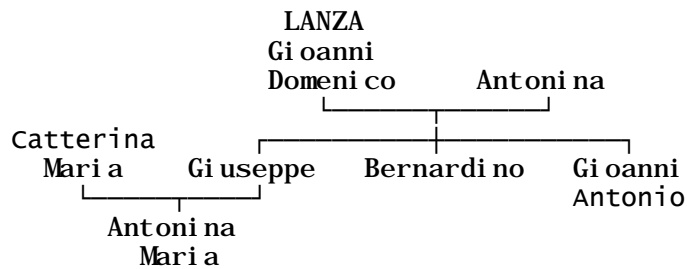 LANZA
Gioanni
Domenico Antonina
Catterina
Maria Giuseppe Bernardino Gioanni
Antonio
Antonina
Maria